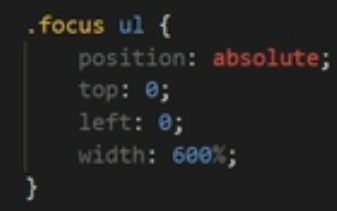 .focus ul {
    position: absolute;
    top: 0;
    left: 0;
    width: 600%;
}